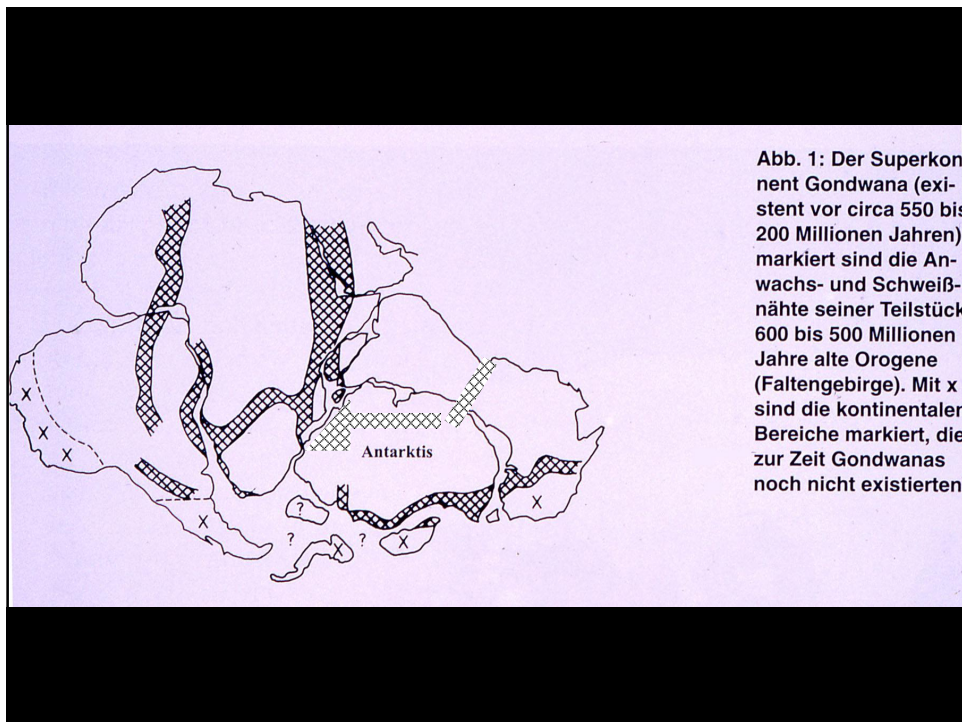 Abb. 1: Der Superkon
nent Gondwana (exi-
stent vor circa 550 bis
200 Millionen Jahren)
markiert sind die An-
wachs- und Schweiß-
nähte seiner Teilstück
600 bis 500 Millionen
Jahre alte Orogene
(Faltengebirge). Mit x
sind die kontinentaler
Bereiche markiert, die
zur Zeit Gondwanas
noch nicht existierten
Antarktis
X
X
X
X
?
?
X
?
X
X